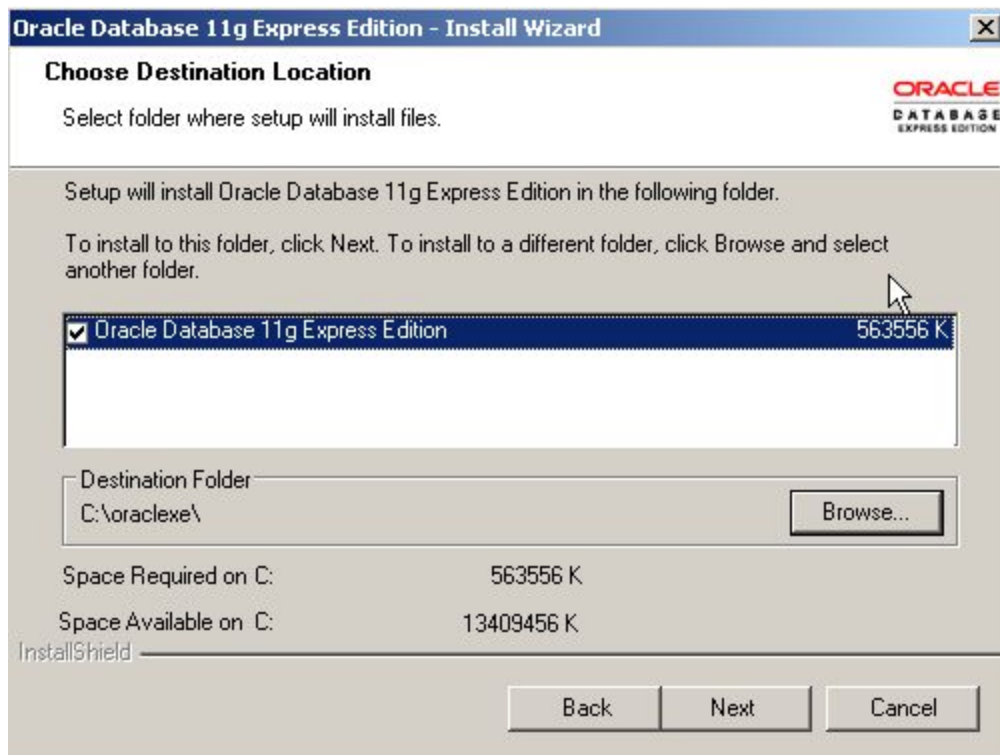 Oracle Database 11g Express Edition - Install Wizard
Choose Destination Location
Select folder where setup will install files.
ORACLE
DATABASE
EXPRESS EDITION
Setup will install Oracle Database 11g Express Edition in the following folder.
To install to this folder, click Next. To install to a different folder, click Browse and select
another folder.
Oracle Database 11g Express Edition 563556 K
Destination Folder
C:\oraclexe\
Browse...
Space Required on C: 563556 K
Space Available on C: 13409456 K
InstallShield
Back Next Cancel